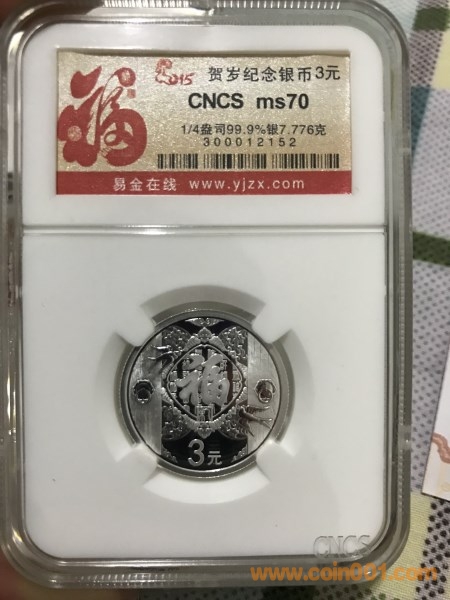 福
2015 贺岁纪念银币3元
CNCS ms70
1/4盎司99.9%银7.776克
300012152
易金在线 www.yjzx.com
福
3元
CNCS
www.coin001.com